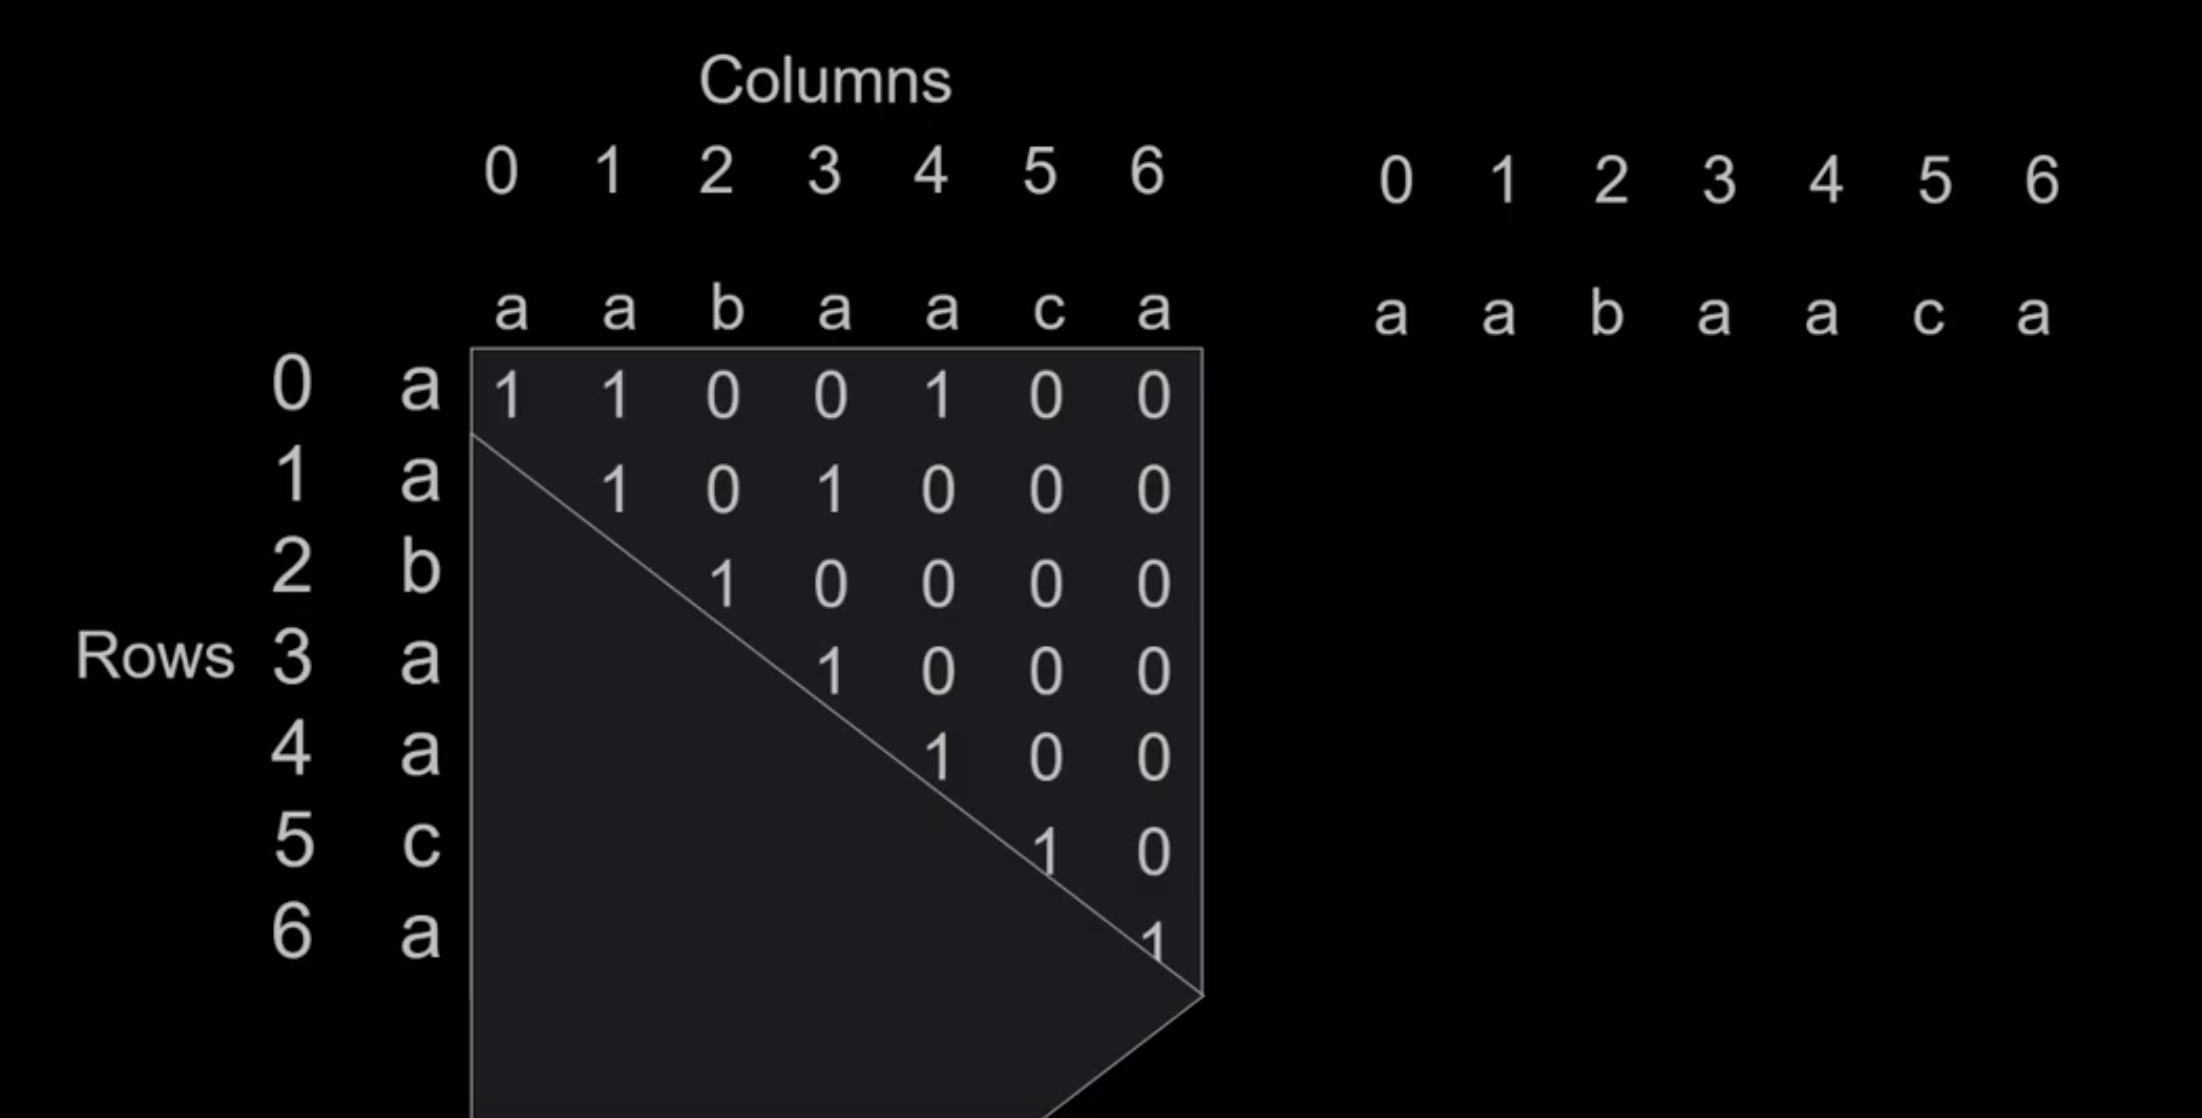 Columns
0 1 2 3 4 5 6
0 1 2 3 4 5 6
a a b a a c a
a a b a a c a
0 a 1 1 0 0 1 0 0
1 a 1 0 1 0 0 0
2 b 1 0 0 0 0
Rows 3 a 1 0 0 0
4 a 1 0 0
5 c 1 0
6 a 1